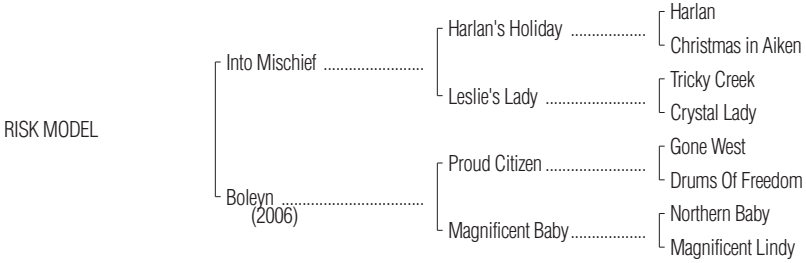 Harlan
Harlan's Holiday ..................
Christmas in Aiken
Into Mischief ........................
Tricky Creek
Leslie's Lady ........................
Crystal Lady
RISK MODEL
Gone West
Proud Citizen ........................
Drums Of Freedom
Boleyn ..................................
(2006)
Northern Baby
Magnificent Baby ..................
Magnificent Lindy